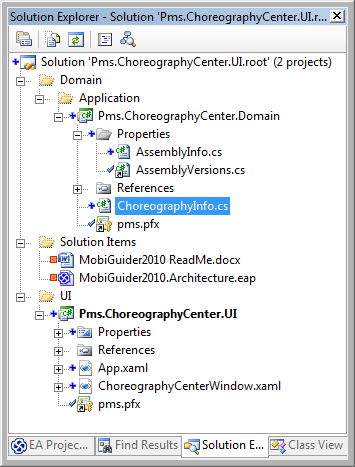 Solution Explorer - Solution 'Pms.ChoreographyCenter.UI.r...
Solution 'Pms.ChoreographyCenter.UI.root' (2 projects)
Domain
Application
Pms.ChoreographyCenter.Domain
Properties
AssemblyInfo.cs
AssemblyVersions.cs
References
ChoreographyInfo.cs
pms.pfx
Solution Items
MobiGuider2010 ReadMe.docx
MobiGuider2010.Architecture.eap
UI
Pms.ChoreographyCenter.UI
Properties
References
App.xaml
ChoreographyCenterWindow.xaml
pms.pfx
EA Projec... Find Results Solution E... Class View